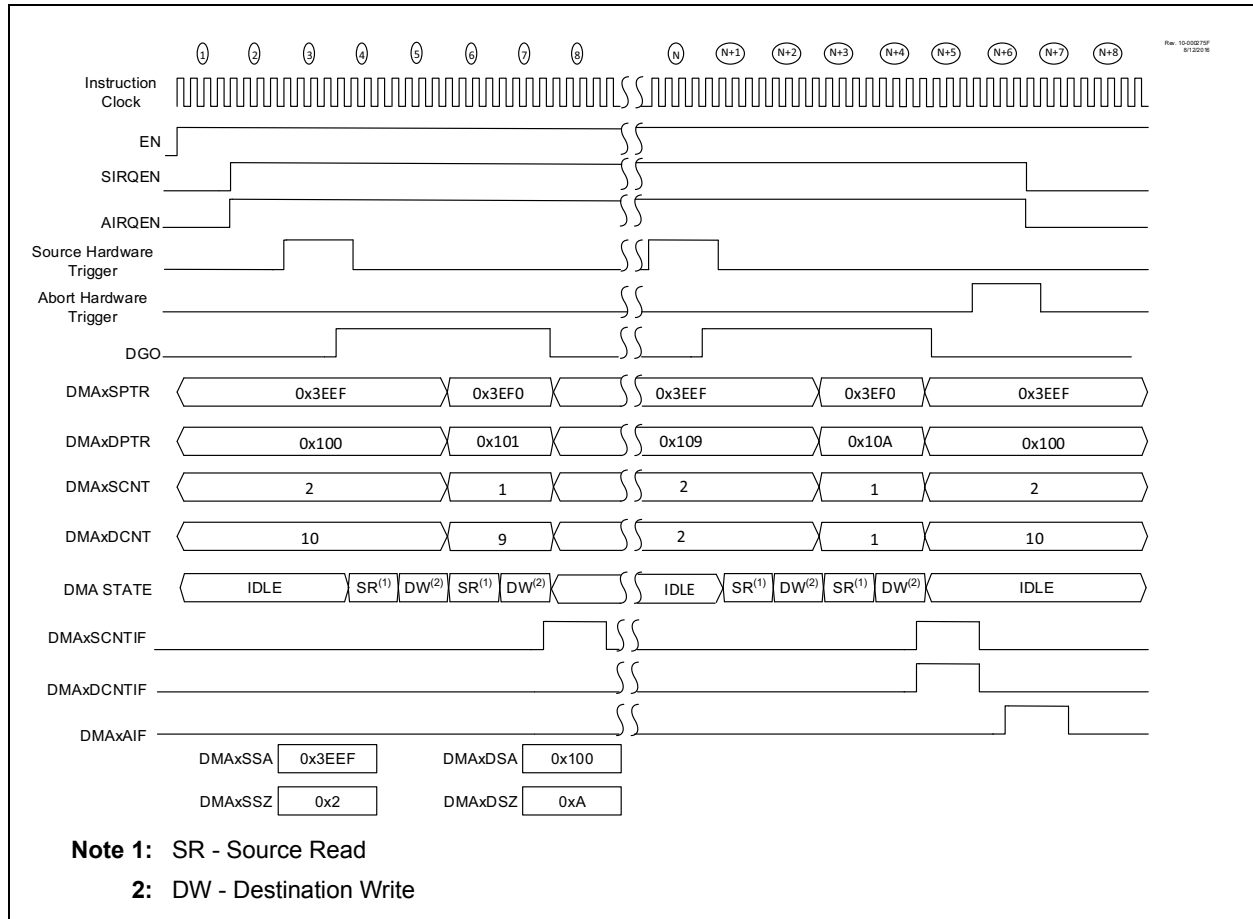 1 2 3 4 5 6 7 8 N N+1 N+2 N+3 N+4 N+5 N+6 N+7 N+8
Rev. 10-000275F
8/12/2016
Instruction
Clock
EN
SIRQEN
AIRQEN
Source Hardware
Trigger
Abort Hardware
Trigger
DGO
DMAxSPTR 0x3EEF 0x3EF0 0x3EEF 0x3EF0 0x3EEF
DMAxDPTR 0x100 0x101 0x109 0x10A 0x100
DMAxSCNT 2 1 2 1 2
DMAxDCNT 10 9 2 1 10
DMA STATE IDLE SR(1) DW(2) SR(1) DW(2) IDLE SR(1) DW(2) SR(1) DW(2) IDLE
DMAxSCNTIF
DMAxDCNTIF
DMAxAIF
DMAxSSA 0x3EEF DMAxDSA 0x100
DMAxSSZ 0x2 DMAxDSZ 0xA
Note 1: SR - Source Read
2: DW - Destination Write